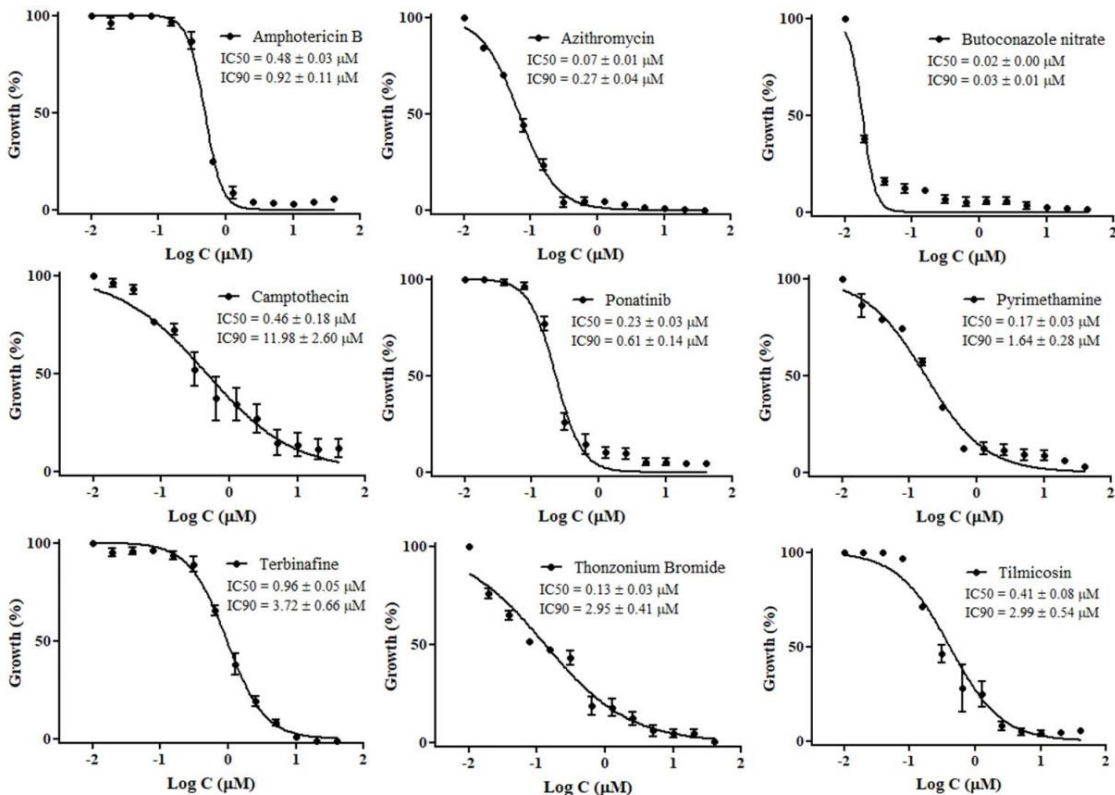 Amphotericin B
IC50 = 0.48 ± 0.03 µM
IC90 = 0.92 ± 0.11 µM
100
50
0
Growth (%)
-2 -1 0 1 2
Log C (µM)
Azithromycin
IC50 = 0.07 ± 0.01 µM
IC90 = 0.27 ± 0.04 µM
100
50
0
Growth (%)
-2 -1 0 1 2
Log C (µM)
Butoconazole nitrate
IC50 = 0.02 ± 0.00 µM
IC90 = 0.03 ± 0.01 µM
100
50
0
Growth (%)
-2 -1 0 1 2
Log C (µM)
Camptothecin
IC50 = 0.46 ± 0.18 µM
IC90 = 11.98 ± 2.60 µM
100
50
0
Growth (%)
-2 -1 0 1 2
Log C (µM)
Ponatinib
IC50 = 0.23 ± 0.03 µM
IC90 = 0.61 ± 0.14 µM
100
50
0
Growth (%)
-2 -1 0 1 2
Log C (µM)
Pyrimethamine
IC50 = 0.17 ± 0.03 µM
IC90 = 1.64 ± 0.28 µM
100
50
0
Growth (%)
-2 -1 0 1 2
Log C (µM)
Terbinafine
IC50 = 0.96 ± 0.05 µM
IC90 = 3.72 ± 0.66 µM
100
50
0
Growth (%)
-2 -1 0 1 2
Log C (µM)
Thonzonium Bromide
IC50 = 0.13 ± 0.03 µM
IC90 = 2.95 ± 0.41 µM
100
50
0
Growth (%)
-2 -1 0 1 2
Log C (µM)
Tilmicosin
IC50 = 0.41 ± 0.08 µM
IC90 = 2.99 ± 0.54 µM
100
50
0
Growth (%)
-2 -1 0 1 2
Log C (µM)